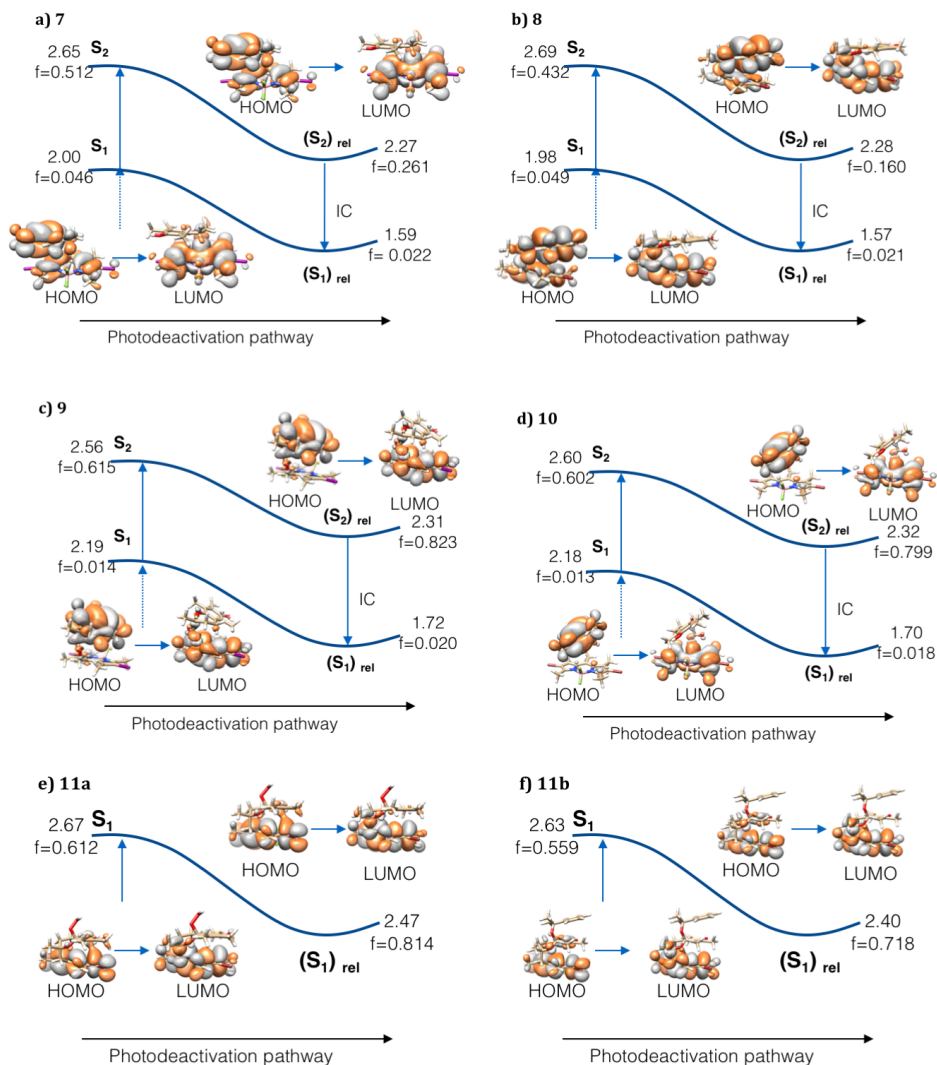 a) 7
2.65
f=0.512
S2
HOMO
LUMO
(S2) rel
2.27
f=0.261
2.00
f=0.046
S1
IC
1.59
f= 0.022
(S1) rel
HOMO
LUMO
Photodeactivation pathway
b) 8
2.69
f=0.432
S2
HOMO
LUMO
(S2) rel
2.28
f=0.160
1.98
f=0.049
S1
IC
1.57
f=0.021
(S1) rel
HOMO
LUMO
Photodeactivation pathway
c) 9
2.56
f=0.615
S2
HOMO
LUMO
(S2) rel
2.31
f=0.823
2.19
f=0.014
S1
IC
1.72
f=0.020
(S1) rel
HOMO
LUMO
Photodeactivation pathway
d) 10
2.60
f=0.602
S2
HOMO
LUMO
(S2) rel
2.32
f=0.799
2.18
f=0.013
S1
IC
1.70
f=0.018
(S1) rel
HOMO
LUMO
Photodeactivation pathway
e) 11a
2.67
f=0.612
S1
HOMO
LUMO
2.47
f=0.814
(S1) rel
HOMO
LUMO
Photodeactivation pathway
f) 11b
2.63
f=0.559
S1
HOMO
LUMO
2.40
f=0.718
(S1) rel
HOMO
LUMO
Photodeactivation pathway